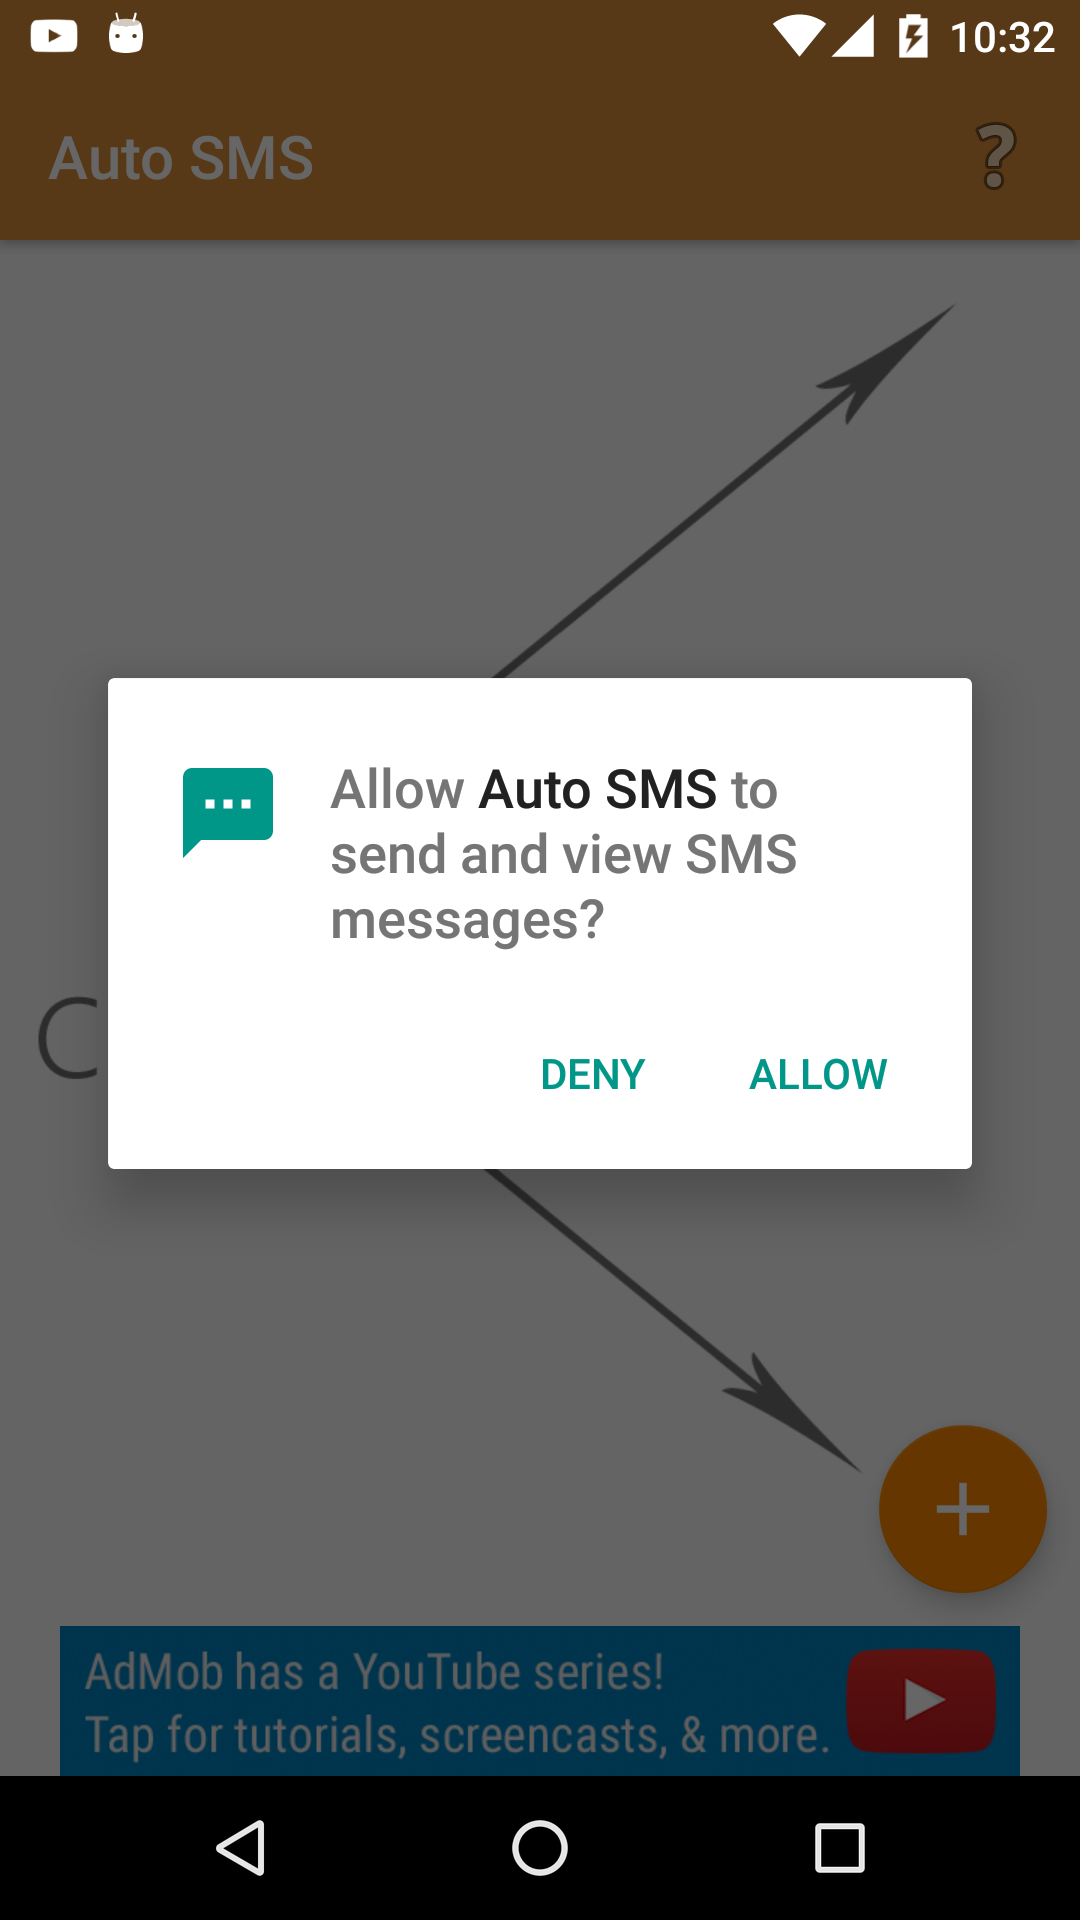 10:32
Auto SMS
Allow Auto SMS to
send and view SMS
messages?
C
DENY ALLOW
AdMob has a YouTube series!
Tap for tutorials, screencasts, & more.